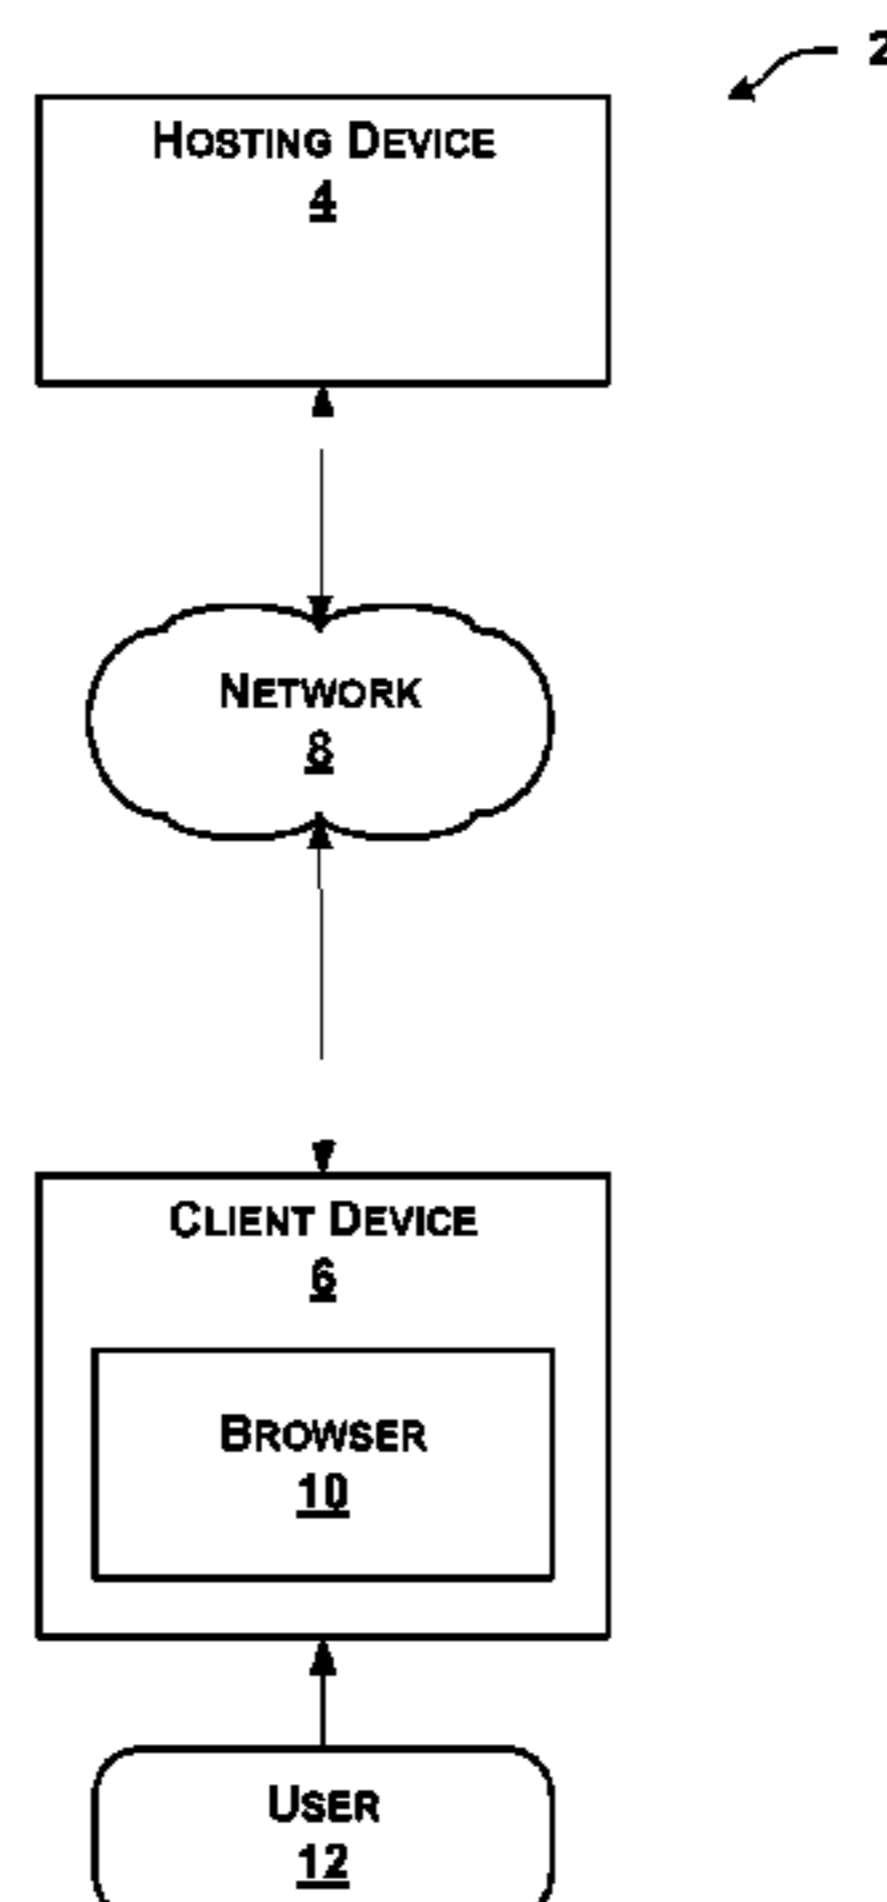 2
HOSTING DEVICE
4
NETWORK
8
CLIENT DEVICE
6
BROWSER
10
USER
12